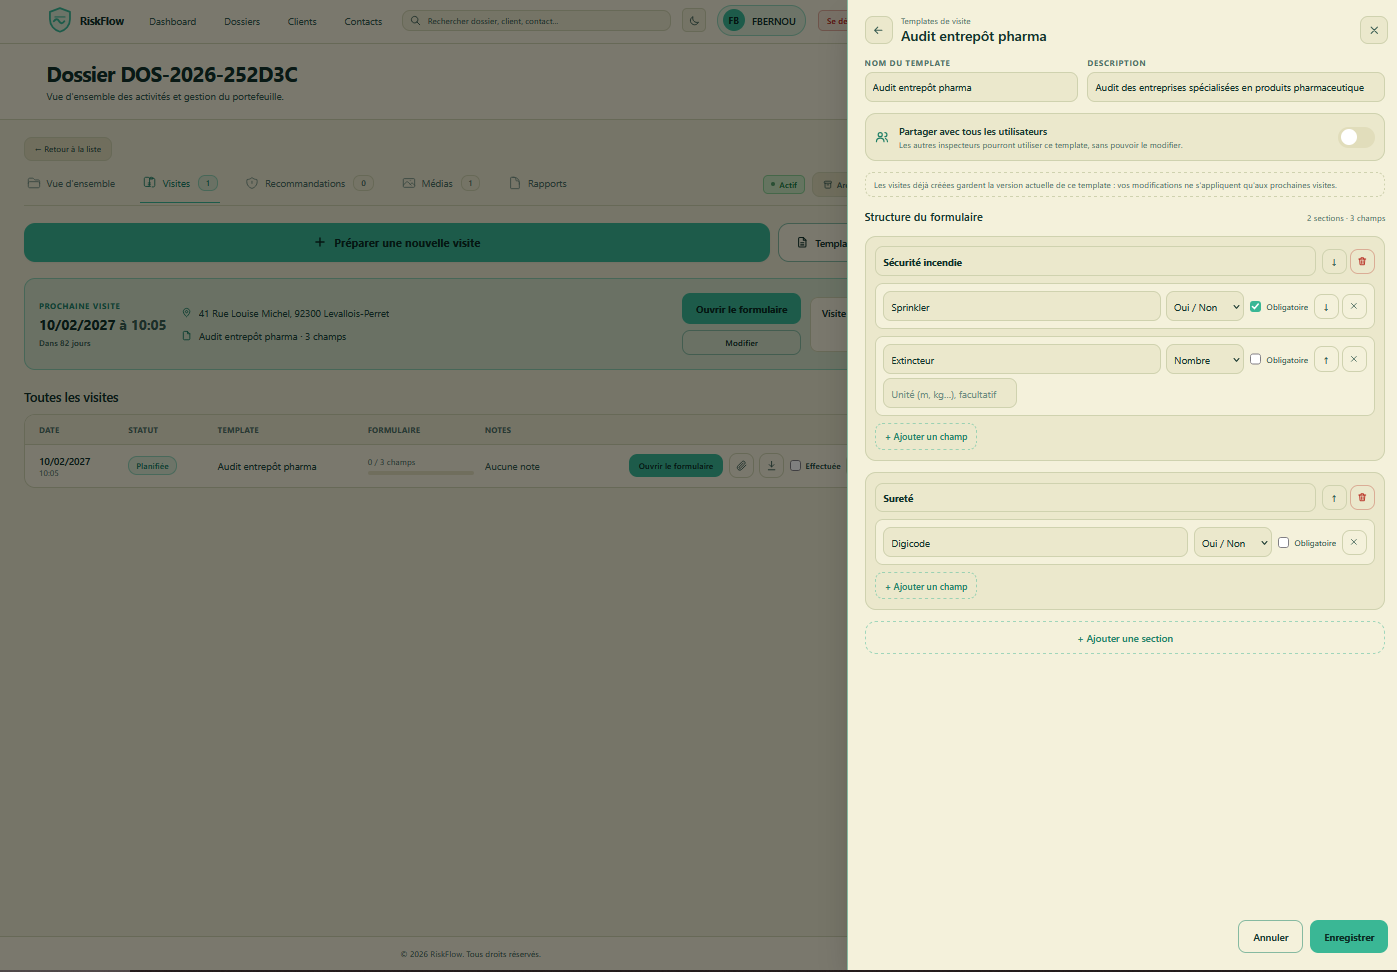 RiskFlow
Dashboard
Dossiers
Clients
Contacts
Rechercher dossier, client, contact...
FB
FBERNOU
Se dé
Dossier DOS-2026-252D3C
Vue d'ensemble des activités et gestion du portefeuille.
← Retour à la liste
Vue d'ensemble
Visites 1
Recommandations 0
Médias 1
Rapports
Actif
Ar
+ Préparer une nouvelle visite
Templa
PROCHAINE VISITE
10/02/2027 à 10:05
Dans 82 jours
41 Rue Louise Michel, 92300 Levallois-Perret
Audit entrepôt pharma · 3 champs
Ouvrir le formulaire
Modifier
Visite
Toutes les visites
DATE STATUT TEMPLATE FORMULAIRE NOTES
10/02/2027
10:05
Planifiée
Audit entrepôt pharma
0 / 3 champs
Aucune note
Ouvrir le formulaire
Effectuée
© 2026 RiskFlow. Tous droits réservés.
←
Templates de visite
Audit entrepôt pharma
×
NOM DU TEMPLATE
Audit entrepôt pharma
DESCRIPTION
Audit des entreprises spécialisées en produits pharmaceutique
Partager avec tous les utilisateurs
Les autres inspecteurs pourront utiliser ce template, sans pouvoir le modifier.
Les visites déjà créées gardent la version actuelle de ce template : vos modifications ne s'appliquent qu'aux prochaines visites.
Structure du formulaire
2 sections · 3 champs
Sécurité incendie
↓
Sprinkler
Oui / Non
Obligatoire
↓
×
Extincteur
Nombre
Obligatoire
↑
×
Unité (m, kg...), facultatif
+ Ajouter un champ
Sureté
↑
Digicode
Oui / Non
Obligatoire
×
+ Ajouter un champ
+ Ajouter une section
Annuler
Enregistrer